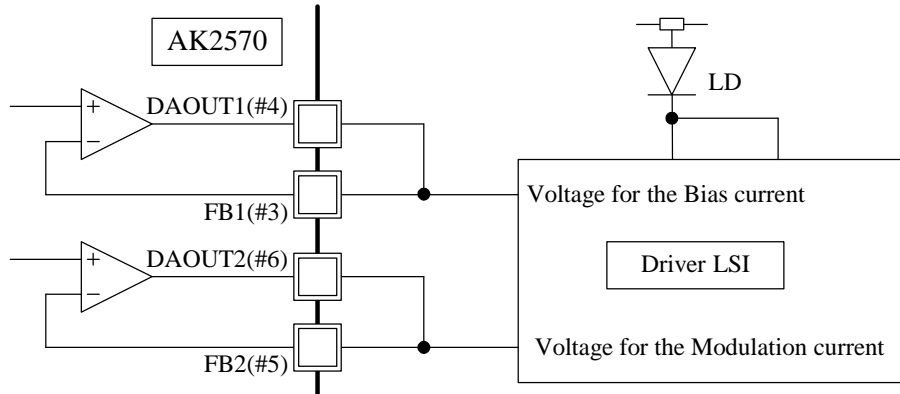 AK2570
DAOUT1(#4)
LD
+
−
FB1(#3)
Voltage for the Bias current
DAOUT2(#6)
Driver LSI
+
−
FB2(#5)
Voltage for the Modulation current